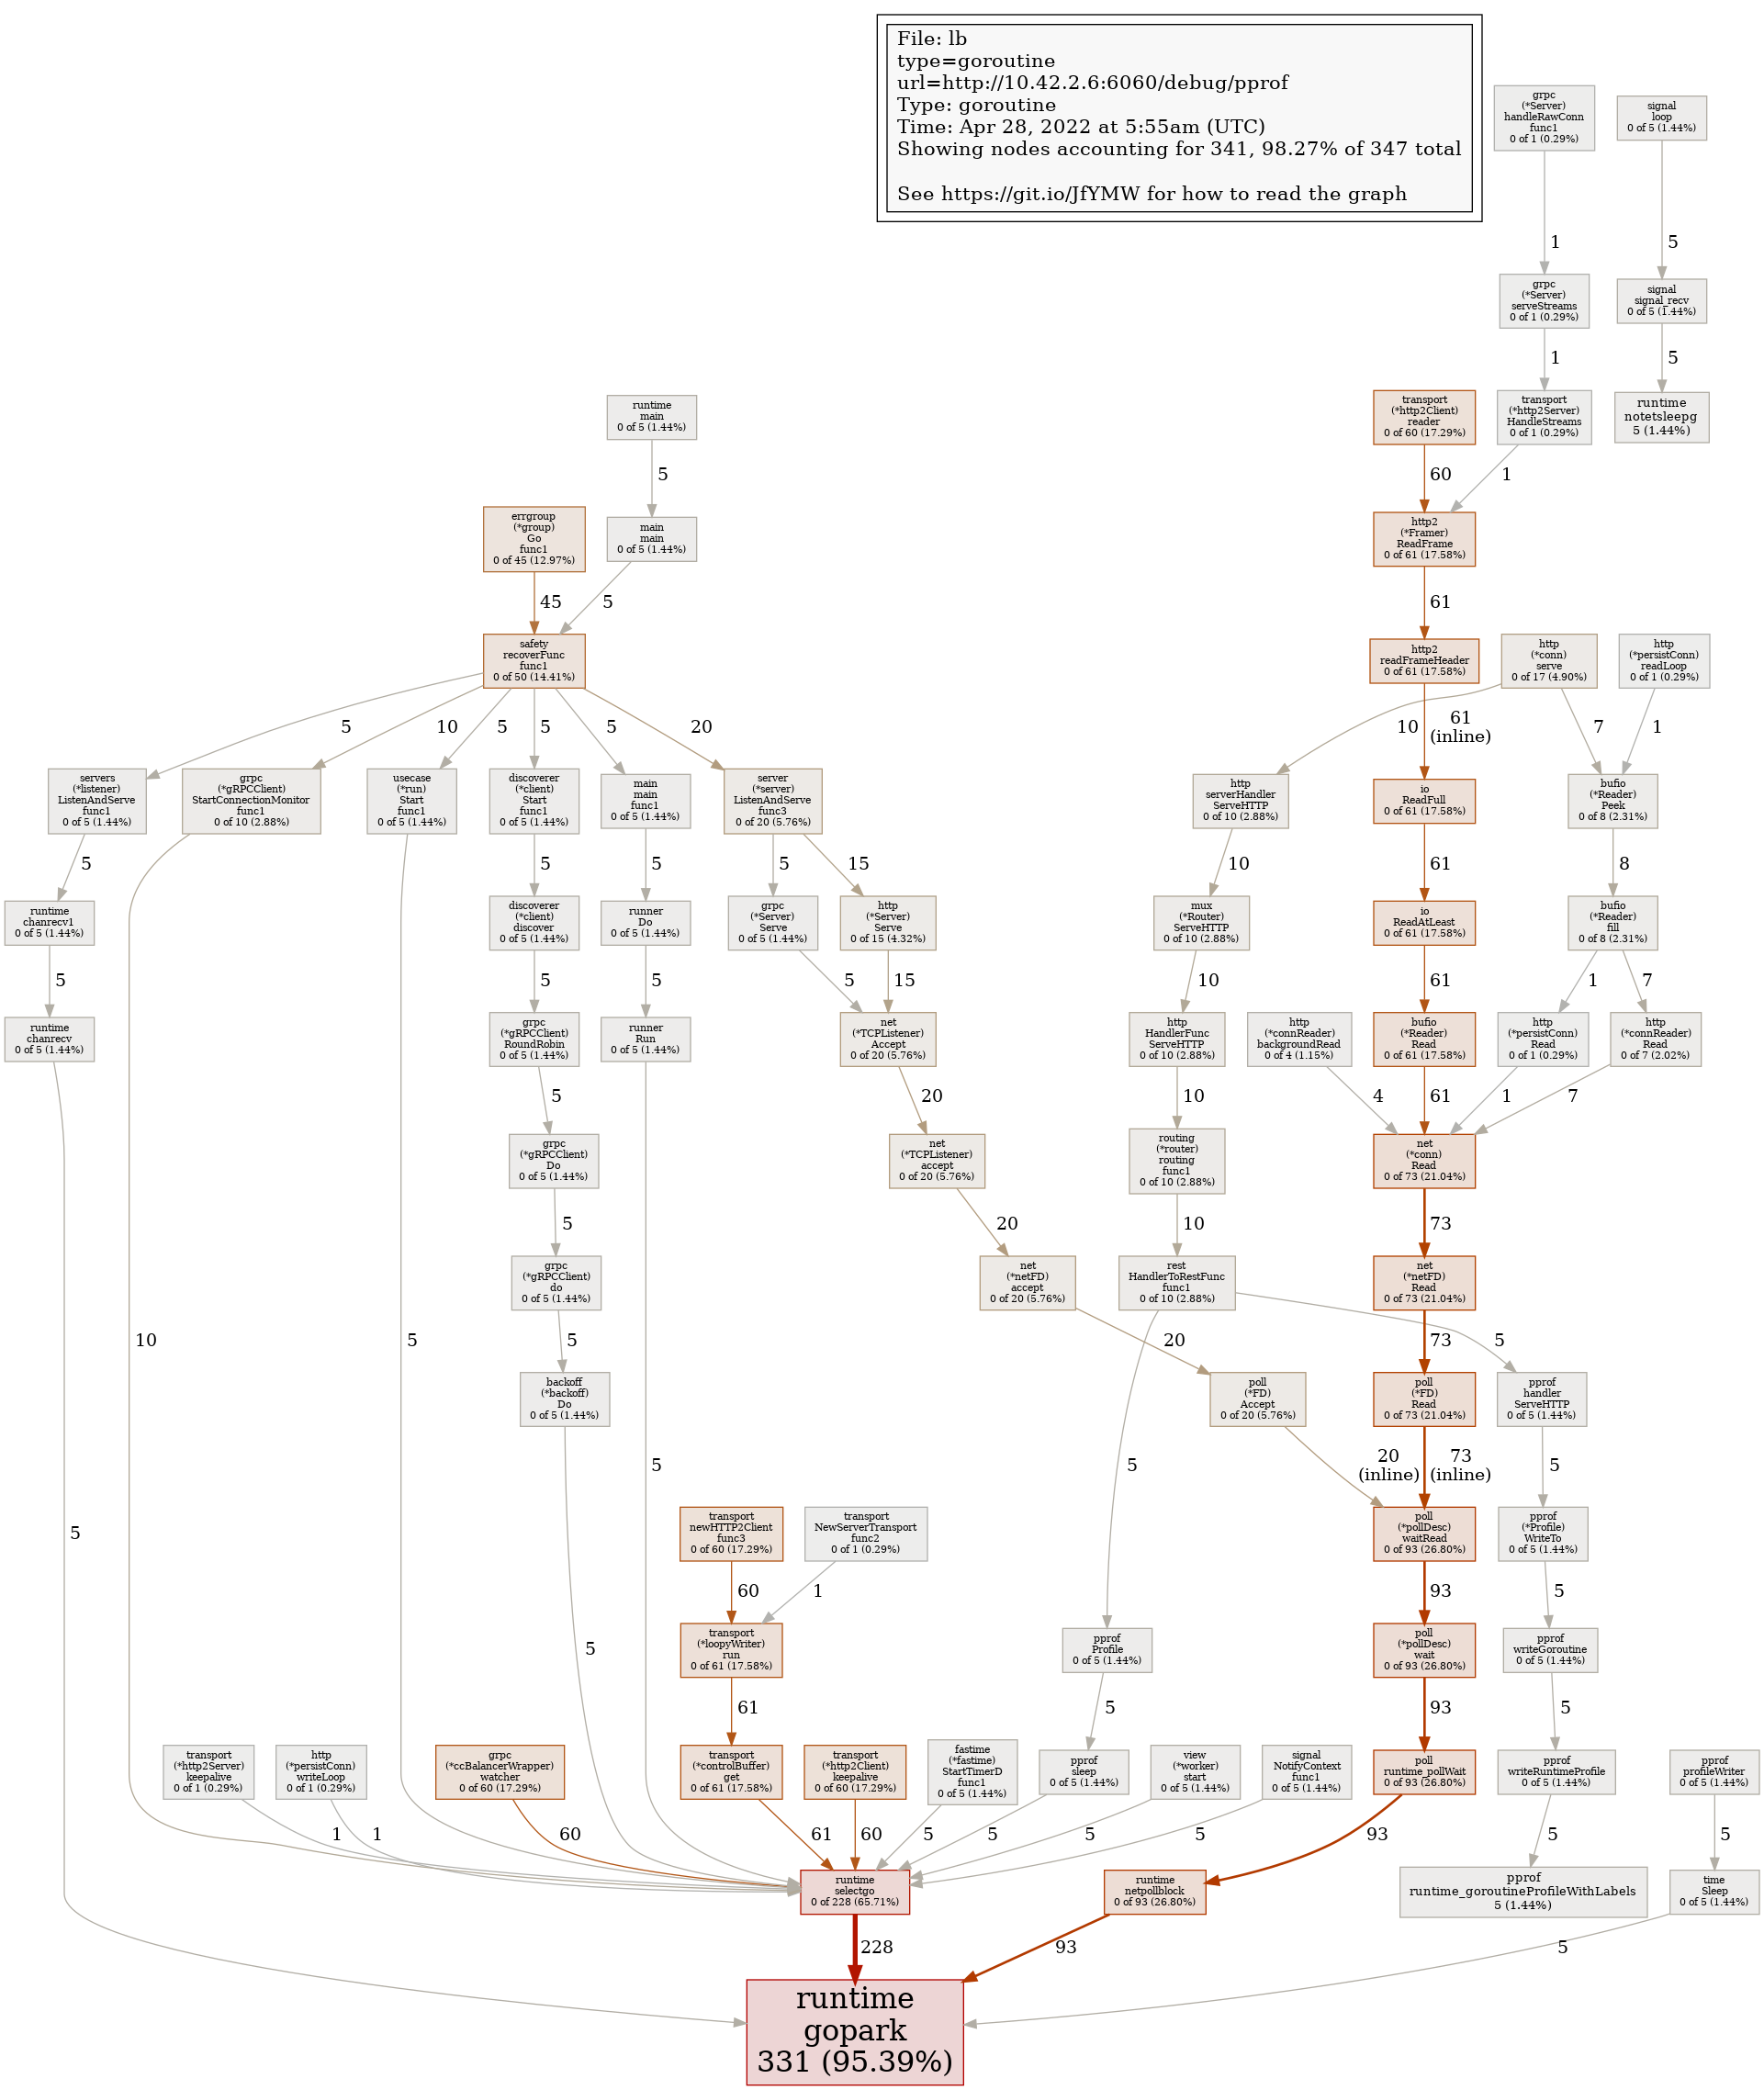 File: lb
type=goroutine
url=http://10.42.2.6:6060/debug/pprof
Type: goroutine
Time: Apr 28, 2022 at 5:55am (UTC)
Showing nodes accounting for 341, 98.27% of 347 total
See https://git.io/JfYMW for how to read the graph
grpc
(*Server)
handleRawConn
func1
0 of 1 (0.29%)
signal
loop
0 of 5 (1.44%)
1
5
grpc
(*Server)
serveStreams
0 of 1 (0.29%)
signal
signal_recv
0 of 5 (1.44%)
1
5
runtime
main
0 of 5 (1.44%)
transport
(*http2Client)
reader
0 of 60 (17.29%)
transport
(*http2Server)
HandleStreams
0 of 1 (0.29%)
runtime
notetsleepg
5 (1.44%)
5
60
1
errgroup
(*group)
Go
func1
0 of 45 (12.97%)
main
main
0 of 5 (1.44%)
http2
(*Framer)
ReadFrame
0 of 61 (17.58%)
45
5
61
safety
recoverFunc
func1
0 of 50 (14.41%)
http2
readFrameHeader
0 of 61 (17.58%)
http
(*conn)
serve
0 of 17 (4.90%)
http
(*persistConn)
readLoop
0 of 1 (0.29%)
5
10
5
5
5
20
10
61
(inline)
7
1
servers
(*listener)
ListenAndServe
func1
0 of 5 (1.44%)
grpc
(*gRPCClient)
StartConnectionMonitor
func1
0 of 10 (2.88%)
usecase
(*run)
Start
func1
0 of 5 (1.44%)
discoverer
(*client)
Start
func1
0 of 5 (1.44%)
main
main
func1
0 of 5 (1.44%)
server
(*server)
ListenAndServe
func3
0 of 20 (5.76%)
http
serverHandler
ServeHTTP
0 of 10 (2.88%)
io
ReadFull
0 of 61 (17.58%)
bufio
(*Reader)
Peek
0 of 8 (2.31%)
5
5
5
5
15
10
61
8
runtime
chanrecv1
0 of 5 (1.44%)
discoverer
(*client)
discover
0 of 5 (1.44%)
runner
Do
0 of 5 (1.44%)
grpc
(*Server)
Serve
0 of 5 (1.44%)
http
(*Server)
Serve
0 of 15 (4.32%)
mux
(*Router)
ServeHTTP
0 of 10 (2.88%)
io
ReadAtLeast
0 of 61 (17.58%)
bufio
(*Reader)
fill
0 of 8 (2.31%)
5
5
5
5
15
10
61
1
7
runtime
chanrecv
0 of 5 (1.44%)
grpc
(*gRPCClient)
RoundRobin
0 of 5 (1.44%)
runner
Run
0 of 5 (1.44%)
net
(*TCPListener)
Accept
0 of 20 (5.76%)
http
HandlerFunc
ServeHTTP
0 of 10 (2.88%)
http
(*connReader)
backgroundRead
0 of 4 (1.15%)
bufio
(*Reader)
Read
0 of 61 (17.58%)
http
(*persistConn)
Read
0 of 1 (0.29%)
http
(*connReader)
Read
0 of 7 (2.02%)
5
20
10
4
61
1
7
grpc
(*gRPCClient)
Do
0 of 5 (1.44%)
net
(*TCPListener)
accept
0 of 20 (5.76%)
routing
(*router)
routing
func1
0 of 10 (2.88%)
net
(*conn)
Read
0 of 73 (21.04%)
5
20
10
73
grpc
(*gRPCClient)
do
0 of 5 (1.44%)
net
(*netFD)
accept
0 of 20 (5.76%)
rest
HandlerToRestFunc
func1
0 of 10 (2.88%)
net
(*netFD)
Read
0 of 73 (21.04%)
10
5
5
20
73
5
backoff
(*backoff)
Do
0 of 5 (1.44%)
poll
(*FD)
Accept
0 of 20 (5.76%)
poll
(*FD)
Read
0 of 73 (21.04%)
pprof
handler
ServeHTTP
0 of 5 (1.44%)
5
5
20
(inline)
73
(inline)
5
5
transport
newHTTP2Client
func3
0 of 60 (17.29%)
transport
NewServerTransport
func2
0 of 1 (0.29%)
poll
(*pollDesc)
waitRead
0 of 93 (26.80%)
pprof
(*Profile)
WriteTo
0 of 5 (1.44%)
60
1
93
5
5
transport
(*loopyWriter)
run
0 of 61 (17.58%)
pprof
Profile
0 of 5 (1.44%)
poll
(*pollDesc)
wait
0 of 93 (26.80%)
pprof
writeGoroutine
0 of 5 (1.44%)
61
5
93
5
transport
(*http2Server)
keepalive
0 of 1 (0.29%)
http
(*persistConn)
writeLoop
0 of 1 (0.29%)
grpc
(*ccBalancerWrapper)
watcher
0 of 60 (17.29%)
transport
(*controlBuffer)
get
0 of 61 (17.58%)
transport
(*http2Client)
keepalive
0 of 60 (17.29%)
fastime
(*fastime)
StartTimerD
func1
0 of 5 (1.44%)
pprof
sleep
0 of 5 (1.44%)
view
(*worker)
start
0 of 5 (1.44%)
signal
NotifyContext
func1
0 of 5 (1.44%)
poll
runtime_pollWait
0 of 93 (26.80%)
pprof
writeRuntimeProfile
0 of 5 (1.44%)
pprof
profileWriter
0 of 5 (1.44%)
1
1
60
61
60
5
5
5
5
93
5
5
runtime
selectgo
0 of 228 (65.71%)
runtime
netpollblock
0 of 93 (26.80%)
pprof
runtime_goroutineProfileWithLabels
5 (1.44%)
time
Sleep
0 of 5 (1.44%)
228
93
5
runtime
gopark
331 (95.39%)